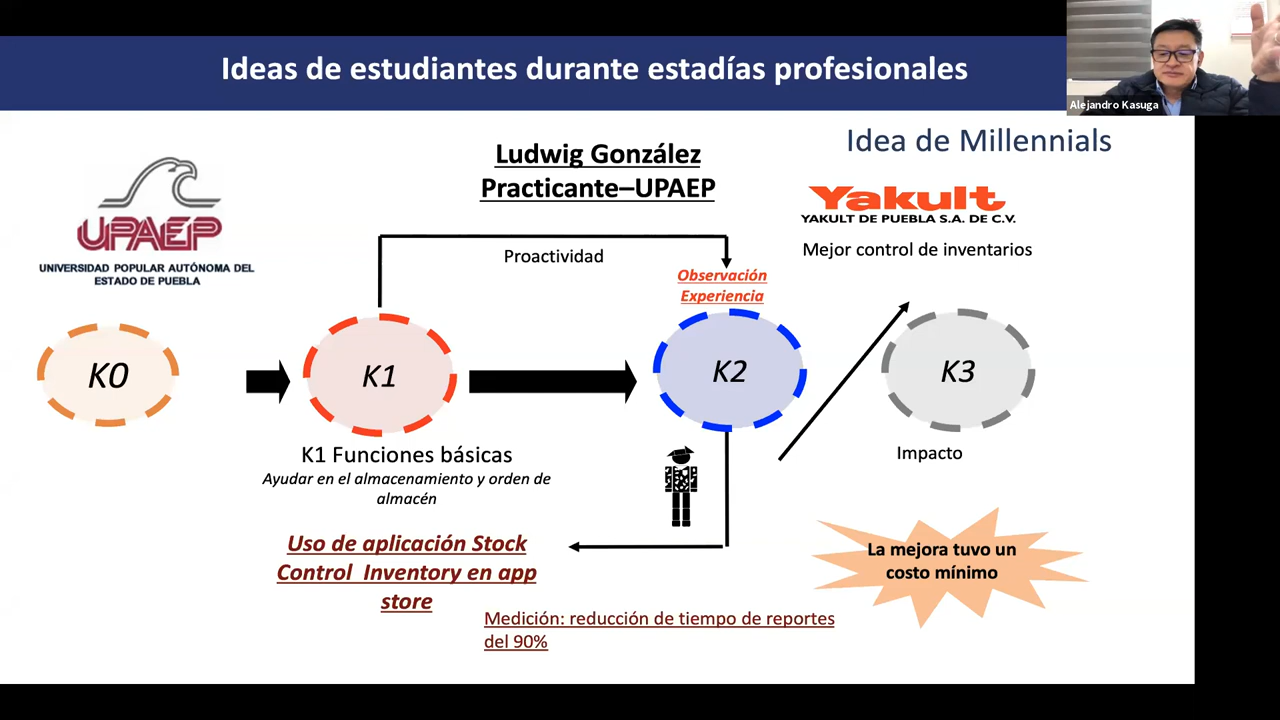 Ideas de estudiantes durante estadías profesionales
Alejandro Kasuga
Idea de Millennials
Ludwig González
Practicante–UPAEP
UPAEP
UNIVERSIDAD POPULAR AUTÓNOMA DEL
ESTADO DE PUEBLA
Yakult
YAKULT DE PUEBLA S.A. DE C.V.
Mejor control de inventarios
Proactividad
Observación
Experiencia
K0
K1
K2
K3
K1 Funciones básicas
Ayudar en el almacenamiento y orden de
almacén
Impacto
Uso de aplicación Stock
Control Inventory en app
store
La mejora tuvo un
costo mínimo
Medición: reducción de tiempo de reportes
del 90%